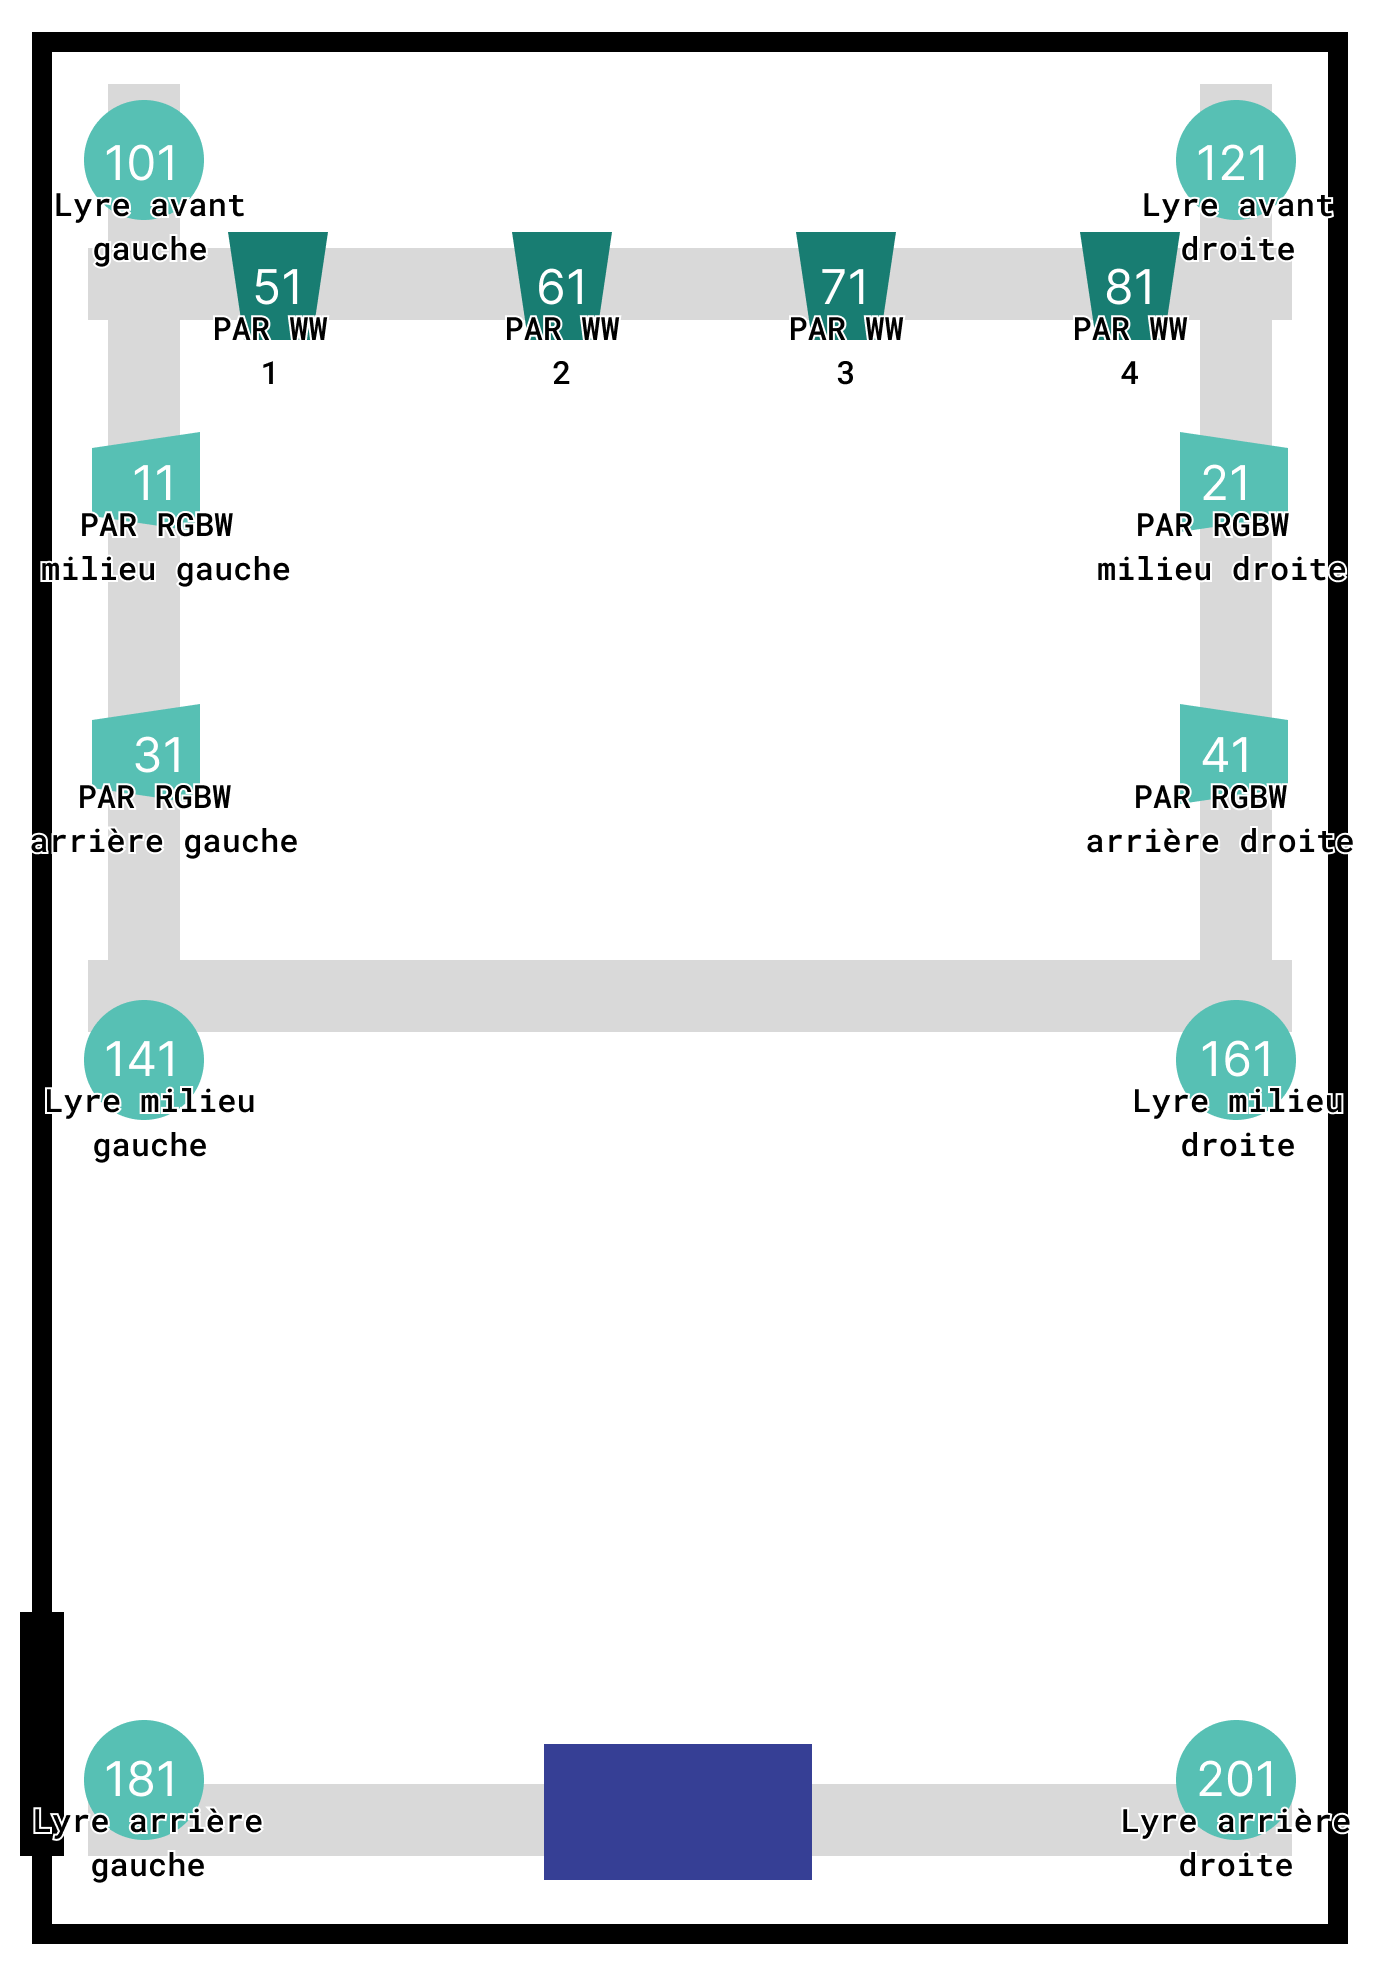 101
Lyre avant
gauche
121
Lyre avant
droite
51
PAR WW
1
61
PAR WW
2
71
PAR WW
3
81
PAR WW
4
11
PAR RGBW
milieu gauche
21
PAR RGBW
milieu droite
31
PAR RGBW
arrière gauche
41
PAR RGBW
arrière droite
141
Lyre milieu
gauche
161
Lyre milieu
droite
181
Lyre arrière
gauche
201
Lyre arrière
droite